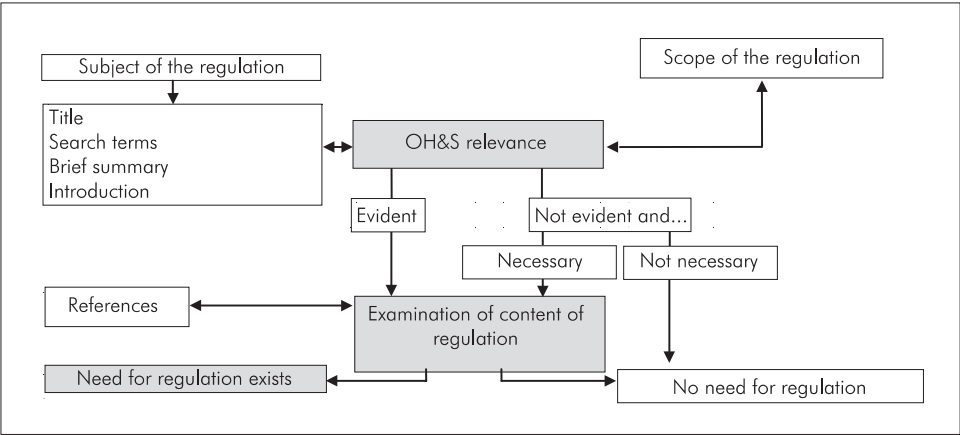 Subject of the regulation
Scope of the regulation
Title
Search terms
Brief summary
Introduction
OH&S relevance
Evident
Not evident and...
Necessary
Not necessary
References
Examination of content of
regulation
Need for regulation exists
No need for regulation